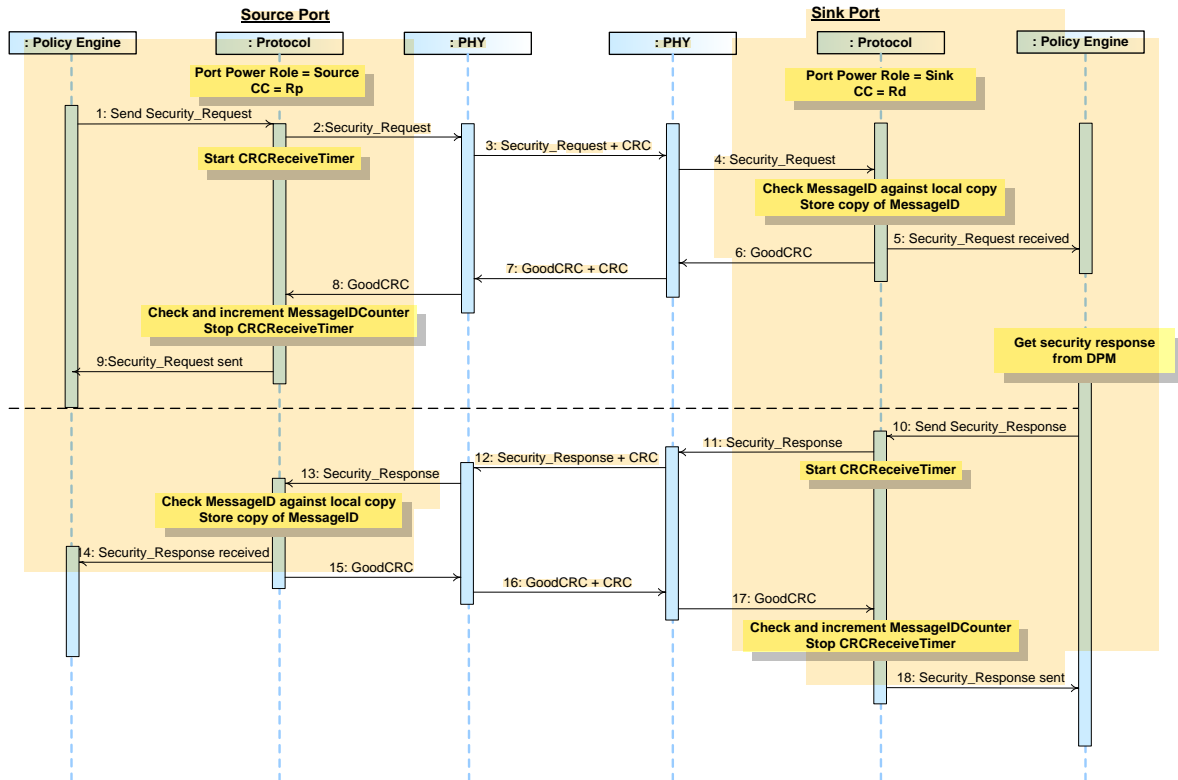 Source Port
Sink Port
: Policy Engine
: Protocol
: PHY
: PHY
: Protocol
: Policy Engine
Port Power Role = Source
CC = Rp
Port Power Role = Sink
CC = Rd
1: Send Security_Request
2:Security_Request
Start CRCReceiveTimer
3: Security_Request + CRC
4: Security_Request
Check MessageID against local copy
Store copy of MessageID
5: Security_Request received
6: GoodCRC
7: GoodCRC + CRC
8: GoodCRC
Check and increment MessageIDCounter
Stop CRCReceiveTimer
9:Security_Request sent
Get security response
from DPM
10: Send Security_Response
11: Security_Response
Start CRCReceiveTimer
12: Security_Response + CRC
13: Security_Response
Check MessageID against local copy
Store copy of MessageID
14: Security_Response received
15: GoodCRC
16: GoodCRC + CRC
17: GoodCRC
Check and increment MessageIDCounter
Stop CRCReceiveTimer
18: Security_Response sent